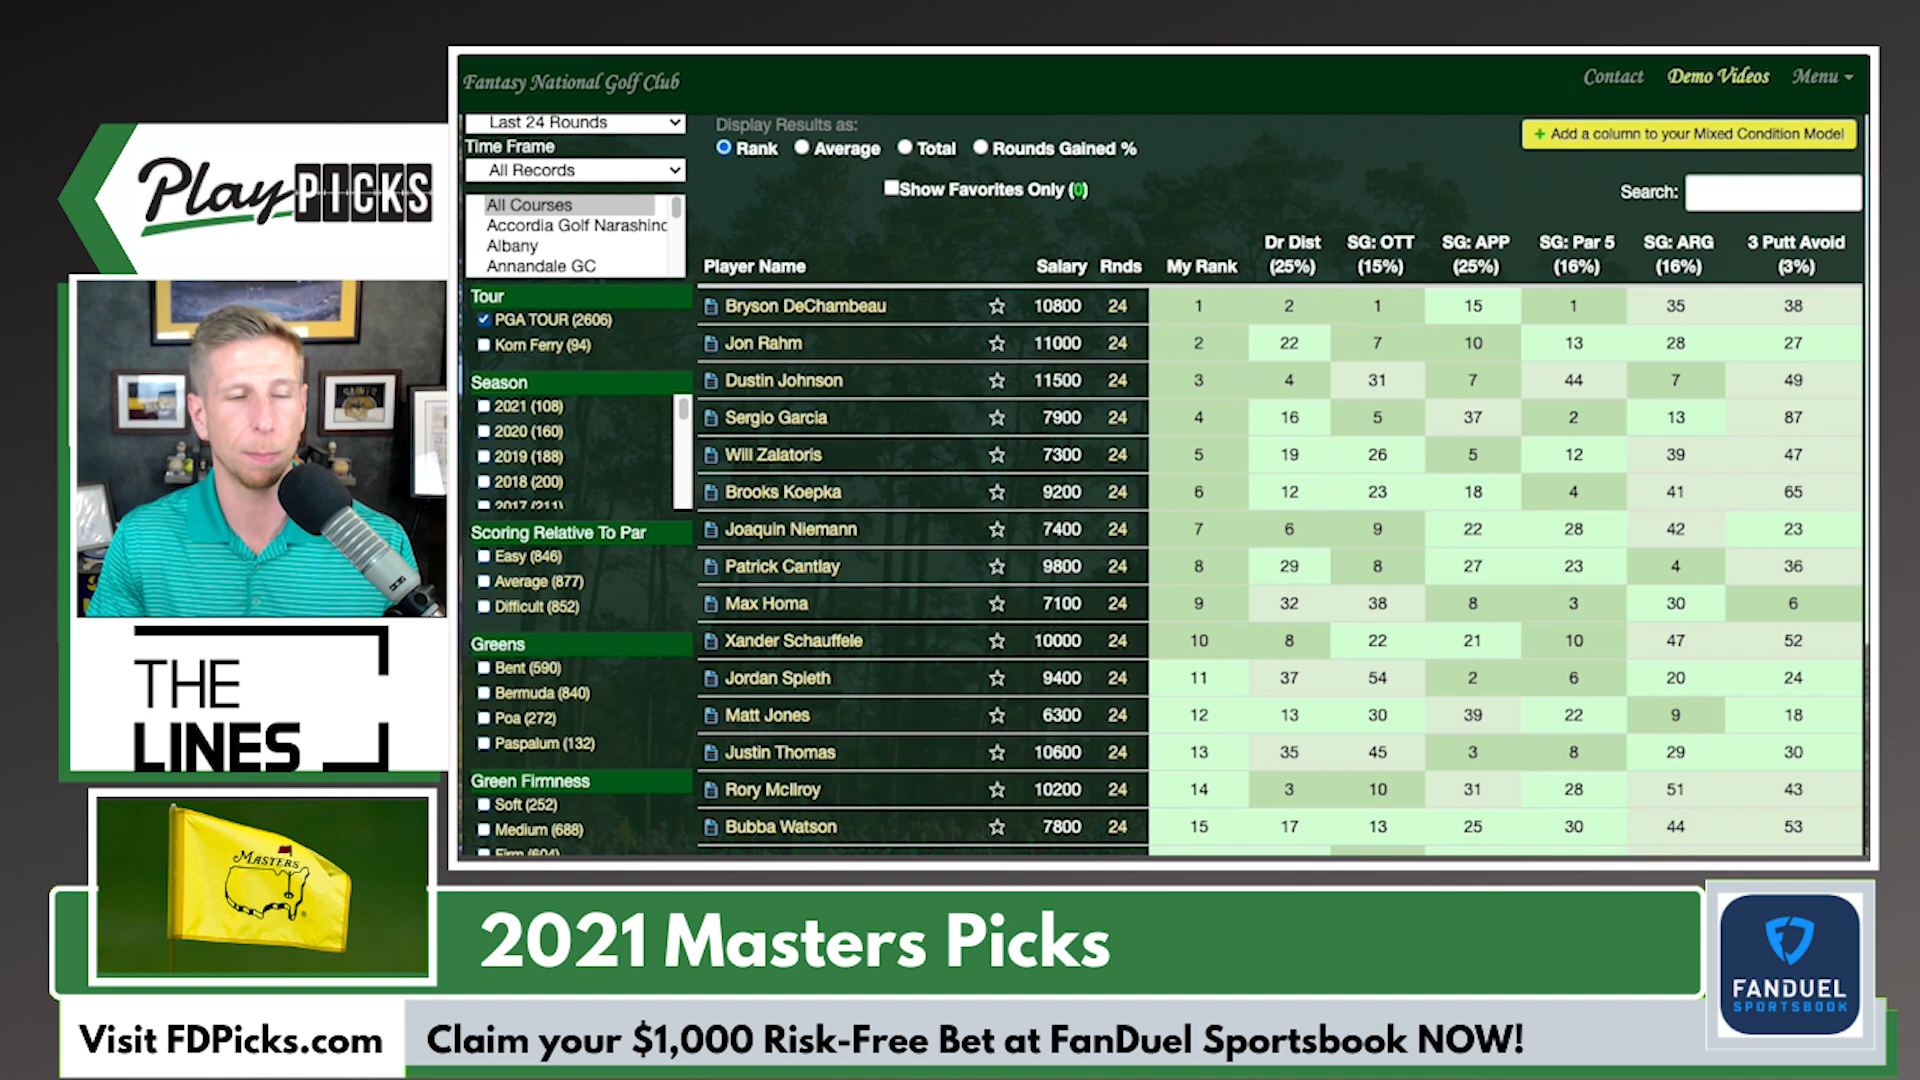 Play PICKS
THE
LINES
MASTERS
Fantasy National Golf Club
Contact Demo Videos Menu
Last 24 Rounds
Time Frame
All Records
All Courses
Accordia Golf Narashinc
Albany
Annandale GC
Tour
PGA TOUR (2606)
Korn Ferry (94)
Season
2021 (108)
2020 (160)
2019 (188)
2018 (200)
2017 (211)
Scoring Relative To Par
Easy (846)
Average (877)
Difficult (852)
Greens
Bent (590)
Bermuda (840)
Poa (272)
Paspalum (132)
Green Firmness
Soft (252)
Medium (688)
Firm (604)
Display Results as:
Rank Average Total Rounds Gained %
Show Favorites Only (0)
+ Add a column to your Mixed Condition Model
Search:
Player Name Salary Rnds My Rank Dr Dist (25%) SG: OTT (15%) SG: APP (25%) SG: Par 5 (16%) SG: ARG (16%) 3 Putt Avoid (3%)
Bryson DeChambeau 10800 24 1 2 1 15 1 35 38
Jon Rahm 11000 24 2 22 7 10 13 28 27
Dustin Johnson 11500 24 3 4 31 7 44 7 49
Sergio Garcia 7900 24 4 16 5 37 2 13 87
Will Zalatoris 7300 24 5 19 26 5 12 39 47
Brooks Koepka 9200 24 6 12 23 18 4 41 65
Joaquin Niemann 7400 24 7 6 9 22 28 42 23
Patrick Cantlay 9800 24 8 29 8 27 23 4 36
Max Homa 7100 24 9 32 38 8 3 30 6
Xander Schauffele 10000 24 10 8 22 21 10 47 52
Jordan Spieth 9400 24 11 37 54 2 6 20 24
Matt Jones 6300 24 12 13 30 39 22 9 18
Justin Thomas 10600 24 13 35 45 3 8 29 30
Rory McIlroy 10200 24 14 3 10 31 28 51 43
Bubba Watson 7800 24 15 17 13 25 30 44 53
2021 Masters Picks
FANDUEL
SPORTSBOOK
Visit FDPicks.com
Claim your $1,000 Risk-Free Bet at FanDuel Sportsbook NOW!